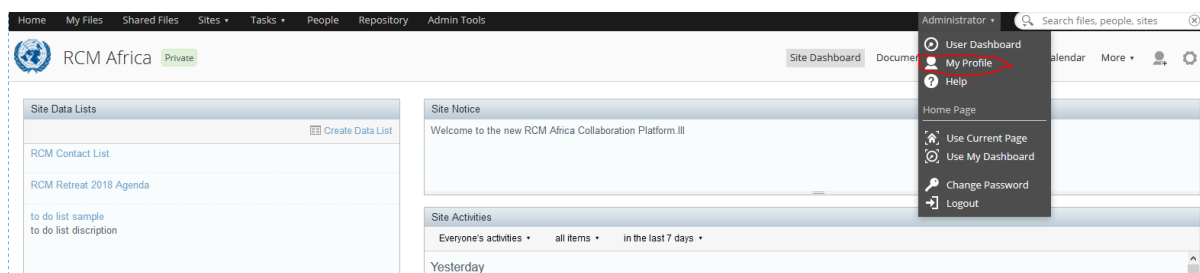 Home My Files Shared Files Sites Tasks People Repository Admin Tools Administrator Search files, people, sites
RCM Africa Private Site Dashboard Documen alendar More
User Dashboard
My Profile
Help
Home Page
Use Current Page
Use My Dashboard
Change Password
Logout
Site Data Lists
Create Data List
RCM Contact List
RCM Retreat 2018 Agenda
to do list sample
to do list discription
Site Notice
Welcome to the new RCM Africa Collaboration Platform.III
Site Activities
Everyone's activities all items in the last 7 days
Yesterday